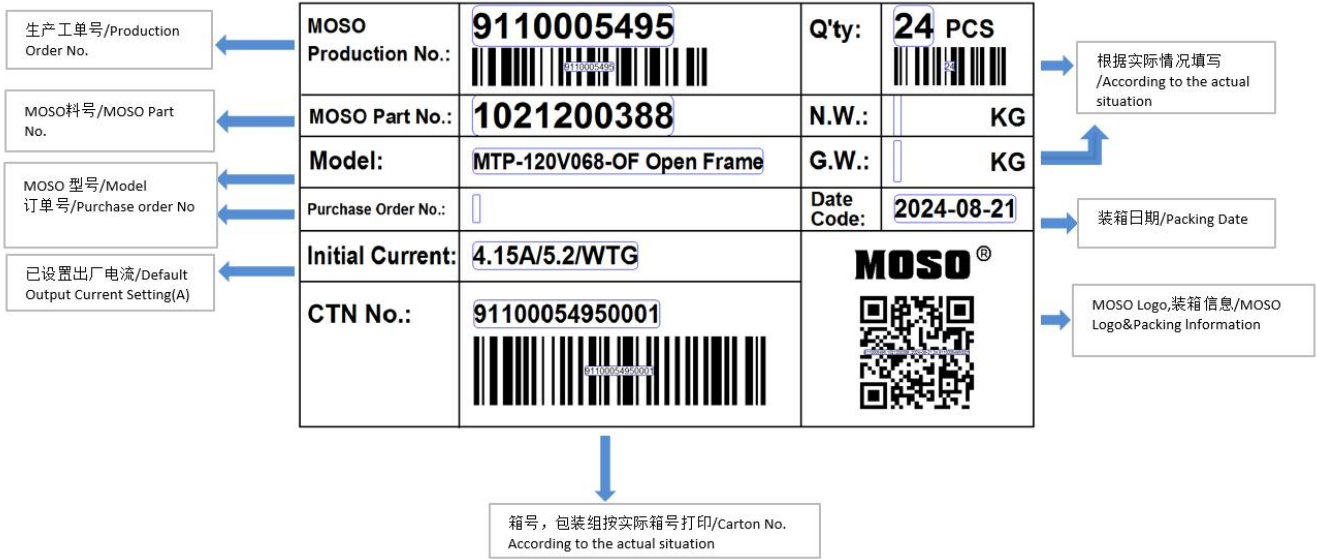 生产工单号/Production
Order No.
MOSO料号/MOSO Part
No.
MOSO 型号/Model
订单号/Purchase order No
已设置出厂电流/Default
Output Current Setting(A)
MOSO
Production No.:
9110005495
9110005495
Q'ty:
24 PCS
24
MOSO Part No.:
1021200388
N.W.:
KG
Model:
MTP-120V068-OF Open Frame
G.W.:
KG
Purchase Order No.:
Date
Code:
2024-08-21
Initial Current:
4.15A/5.2/WTG
MOSO®
CTN No.:
91100054950001
91100054950001
根据实际情况填写
/According to the actual
situation
装箱日期/Packing Date
MOSO Logo,装箱信息/MOSO
Logo&Packing Information
箱号，包装组按实际箱号打印/Carton No.
According to the actual situation